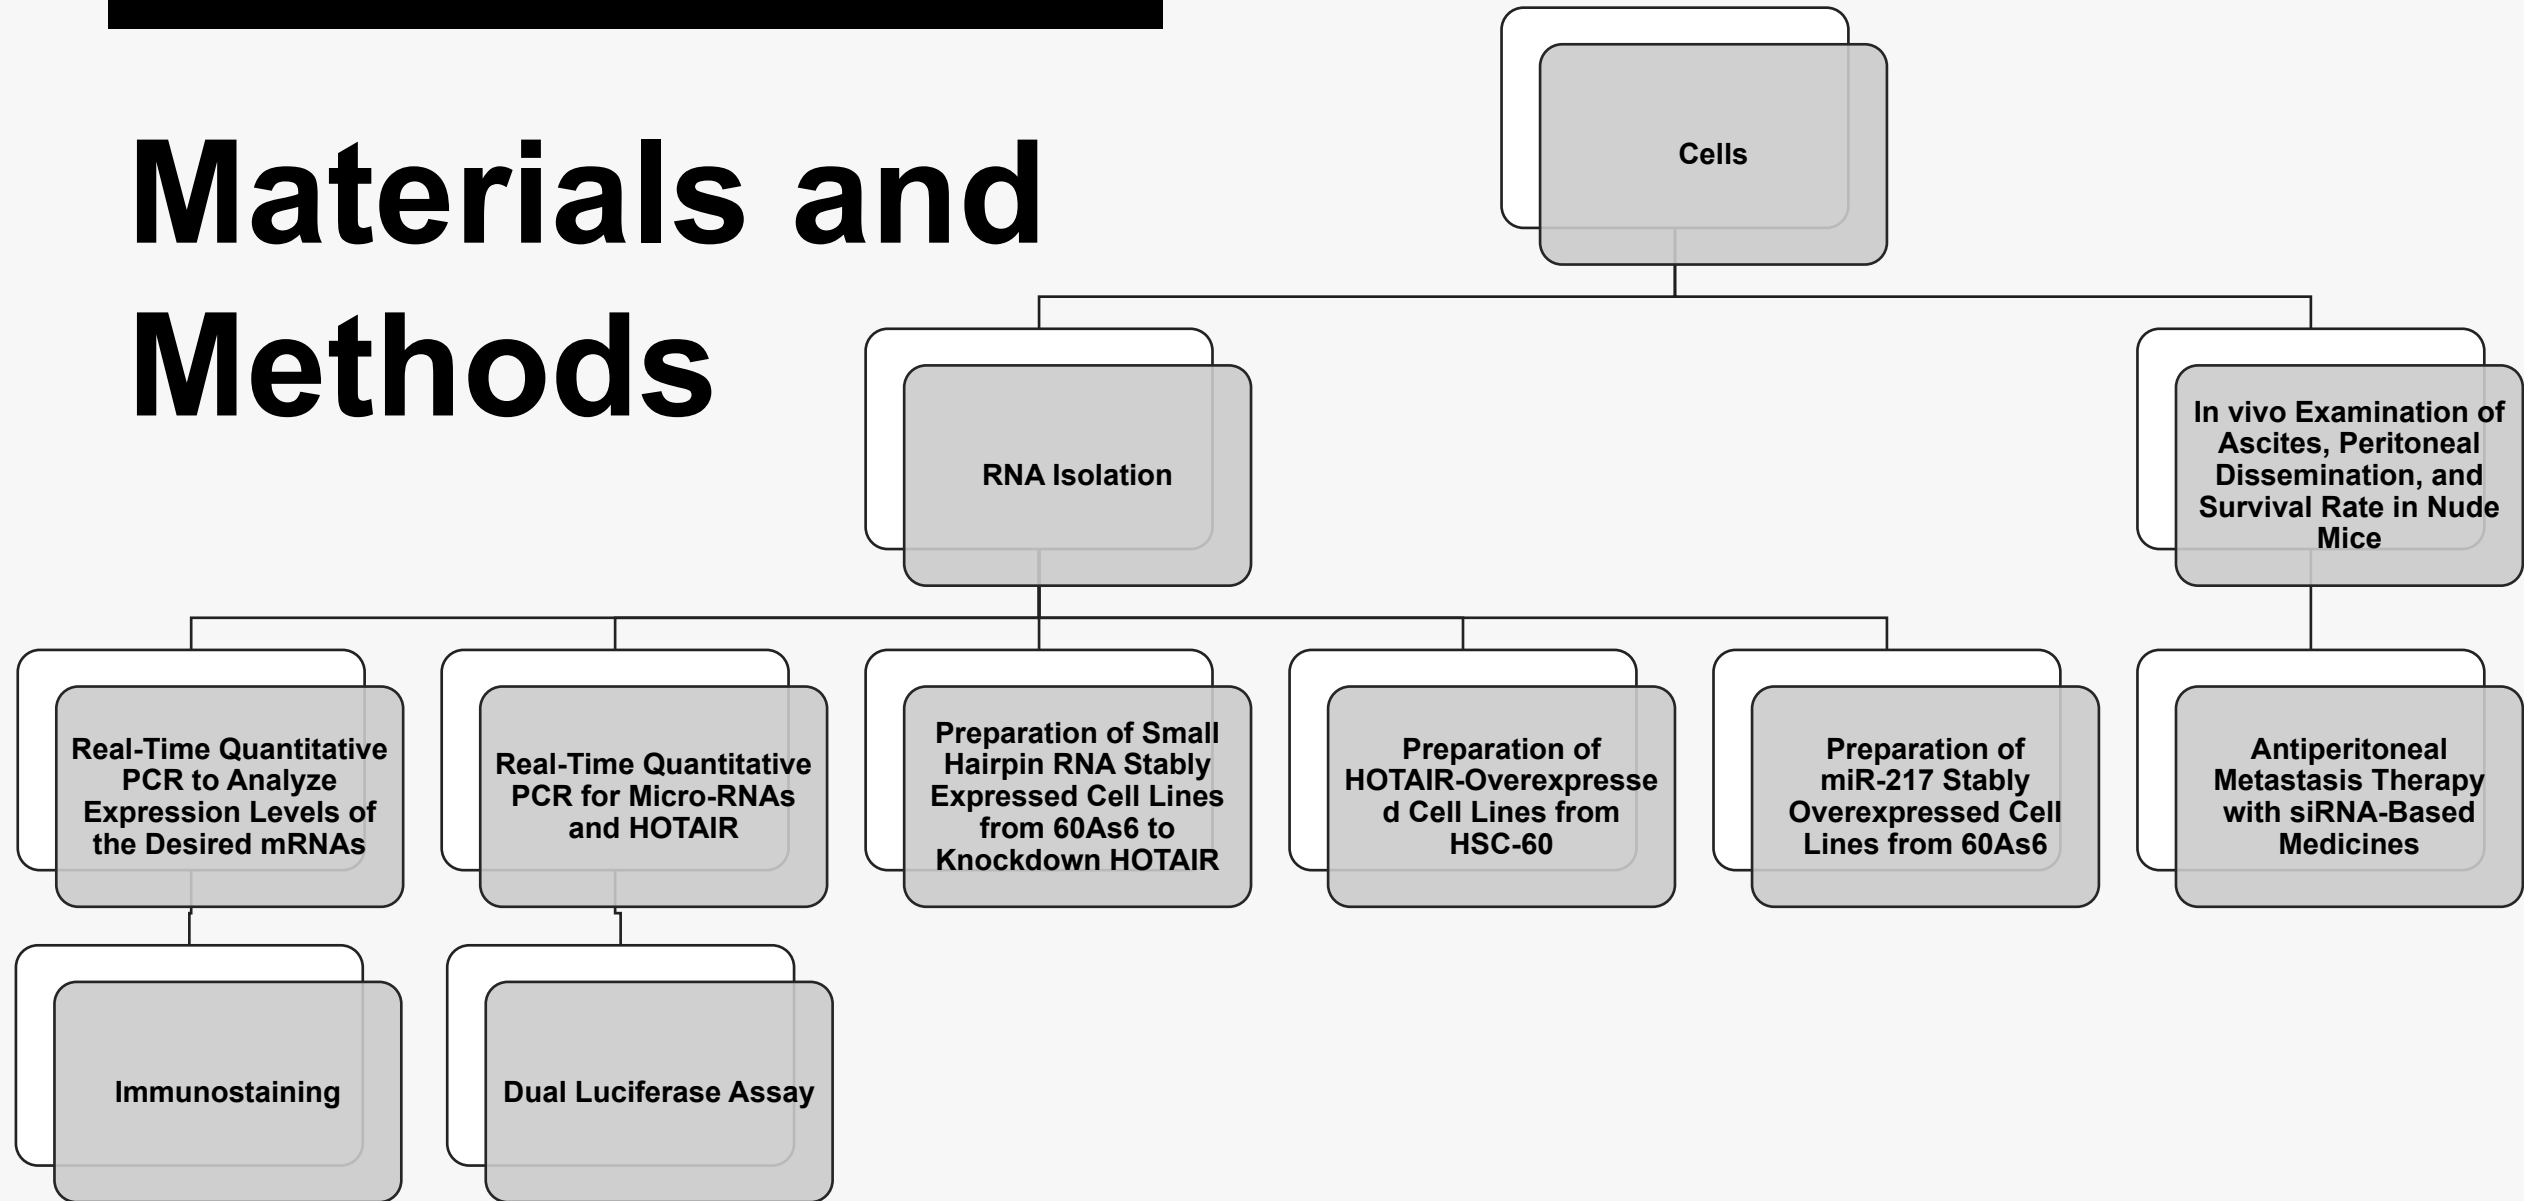 Materials and
Methods
Cells
RNA Isolation
In vivo Examination of
Ascites, Peritoneal
Dissemination, and
Survival Rate in Nude
Mice
Real-Time Quantitative
PCR to Analyze
Expression Levels of
the Desired mRNAs
Real-Time Quantitative
PCR for Micro-RNAs
and HOTAIR
Preparation of Small
Hairpin RNA Stably
Expressed Cell Lines
from 60As6 to
Knockdown HOTAIR
Preparation of
HOTAIR-Overexpresse
d Cell Lines from
HSC-60
Preparation of
miR-217 Stably
Overexpressed Cell
Lines from 60As6
Antiperitoneal
Metastasis Therapy
with siRNA-Based
Medicines
Immunostaining
Dual Luciferase Assay